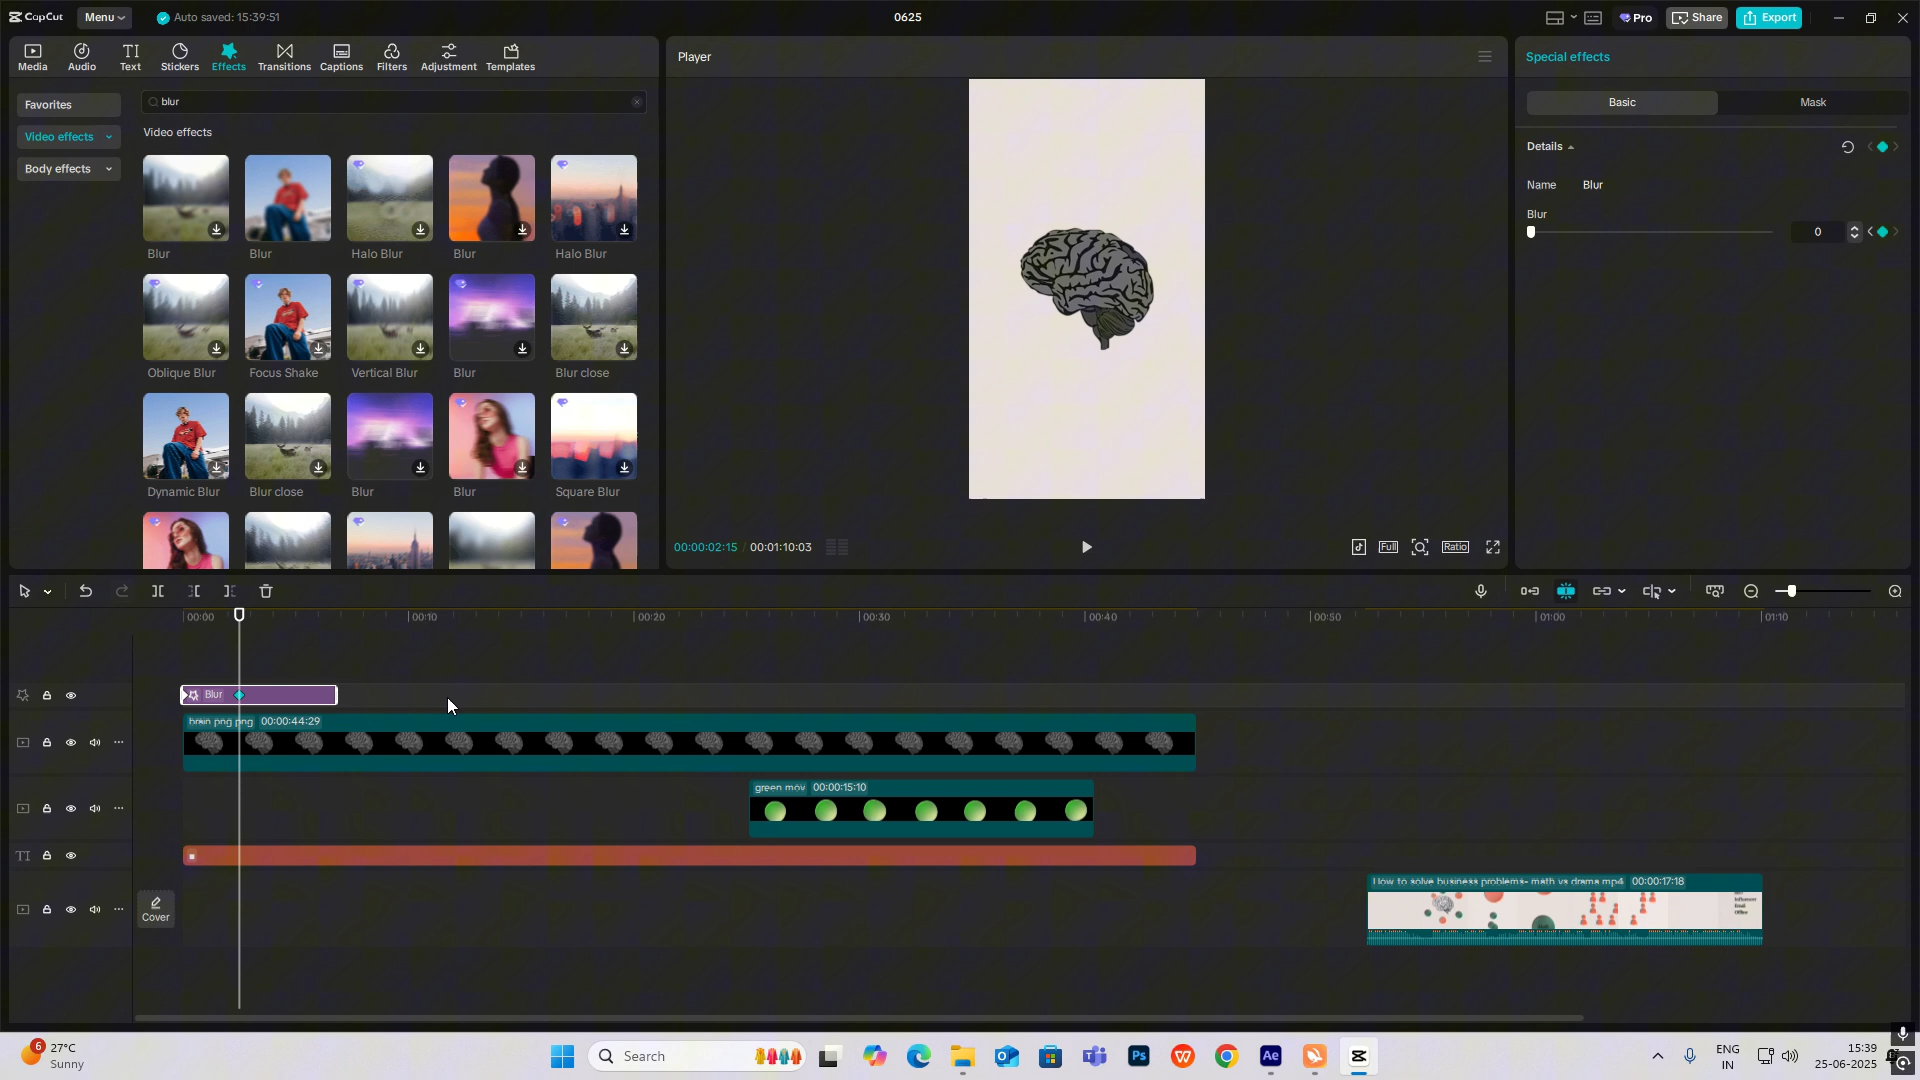 CapCut
Menu
Auto saved: 15:39:51
0625
Pro
Share
Export
Media
Audio
Text
Stickers
Effects
Transitions
Captions
Filters
Adjustment
Templates
Player
Special effects
Favorites
blur
Basic
Mask
Video effects
Video effects
Details
Body effects
Name
Blur
Blur
0
Blur
Blur
Halo Blur
Blur
Halo Blur
Oblique Blur
Focus Shake
Vertical Blur
Blur
Blur close
Dynamic Blur
Blur close
Blur
Blur
Square Blur
00:00:02:15 / 00:01:10:03
Full
Ratio
00:00
00:10
00:20
00:30
00:40
00:50
01:00
01:10
Blur
brain png.png 00:00:44:29
green mov 00:00:15:10
TI
How to solve business problems- math vs drama.mp4 00:00:17:18
Cover
6
27°C
Sunny
Search
Ps
Ae
ENG
IN
15:39
25-06-2025